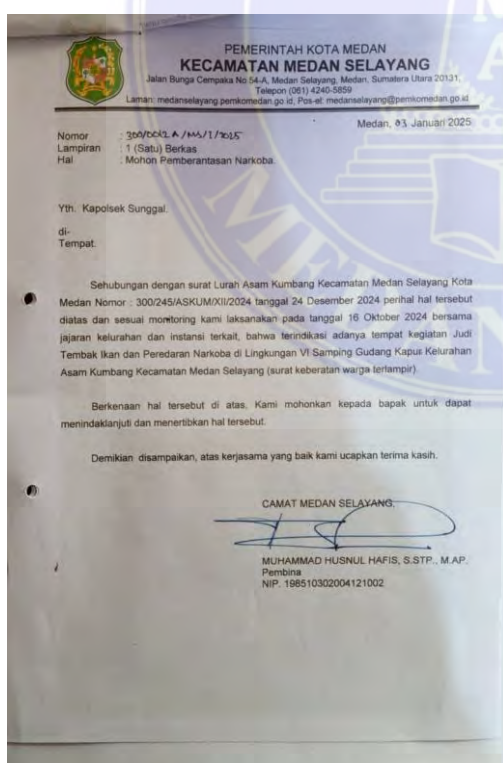 PEMERINTAH KOTA MEDAN
KECAMATAN MEDAN SELAYANG
Jalan Bunga Cempaka No 54-A, Medan Selayang, Medan, Sumatera Utara 20131,
Telepon (061) 4240-5859
Laman: medanselayang.pemkomedan.go.id, Pos-el: medanselayang@pemkomedan.go.id
Medan, 03 Januari 2025
Nomor : 300/0012.A/MS/I/2025
Lampiran : 1 (Satu) Berkas
Hal : Mohon Pemberantasan Narkoba.
Yth. Kapolsek Sunggal.
di-
Tempat.
Sehubungan dengan surat Lurah Asam Kumbang Kecamatan Medan Selayang Kota
Medan Nomor : 300/245/ASKUM/XII/2024 tanggal 24 Desember 2024 perihal hal tersebut
diatas dan sesuai monitoring kami laksanakan pada tanggal 16 Oktober 2024 bersama
jajaran kelurahan dan instansi terkait, bahwa terindikasi adanya tempat kegiatan Judi
Tembak Ikan dan Peredaran Narkoba di Lingkungan VI Samping Gudang Kapur Kelurahan
Asam Kumbang Kecamatan Medan Selayang (surat keberatan warga terlampir).
Berkenaan hal tersebut di atas, Kami mohonkan kepada bapak untuk dapat
menindaklanjuti dan menertibkan hal tersebut.
Demikian disampaikan, atas kerjasama yang baik kami ucapkan terima kasih.
CAMAT MEDAN SELAYANG,
MUHAMMAD HUSNUL HAFIS, S.STP., M.AP.
Pembina
NIP. 198510302004121002